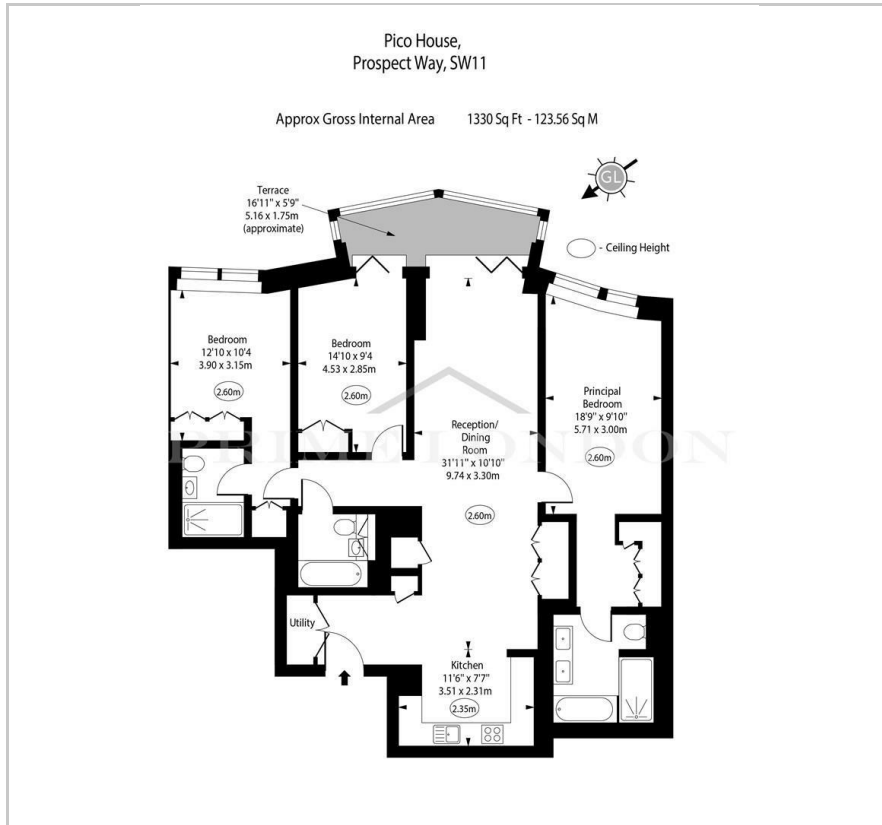 Pico House,
Prospect Way, SW11
Approx Gross Internal Area 1330 Sq Ft - 123.56 Sq M
GL
Terrace
16'11" x 5'9"
5.16 x 1.75m
(approximate)
- Ceiling Height
Bedroom
12'10 x 10'4
3.90 x 3.15m
2.60m
Bedroom
14'10 x 9'4
4.53 x 2.85m
2.60m
Principal
Bedroom
18'9" x 9'10"
5.71 x 3.00m
2.60m
PRIME LONDON
Reception/
Dining
Room
31'11" x 10'10"
9.74 x 3.30m
2.60m
Utility
Kitchen
11'6" x 7'7"
3.51 x 2.31m
2.35m